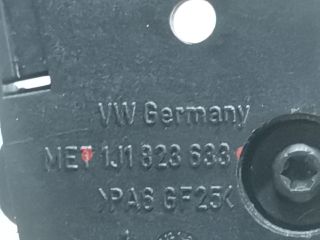 VW Germany
MET 1J1 823 633
>PA6 GF25<